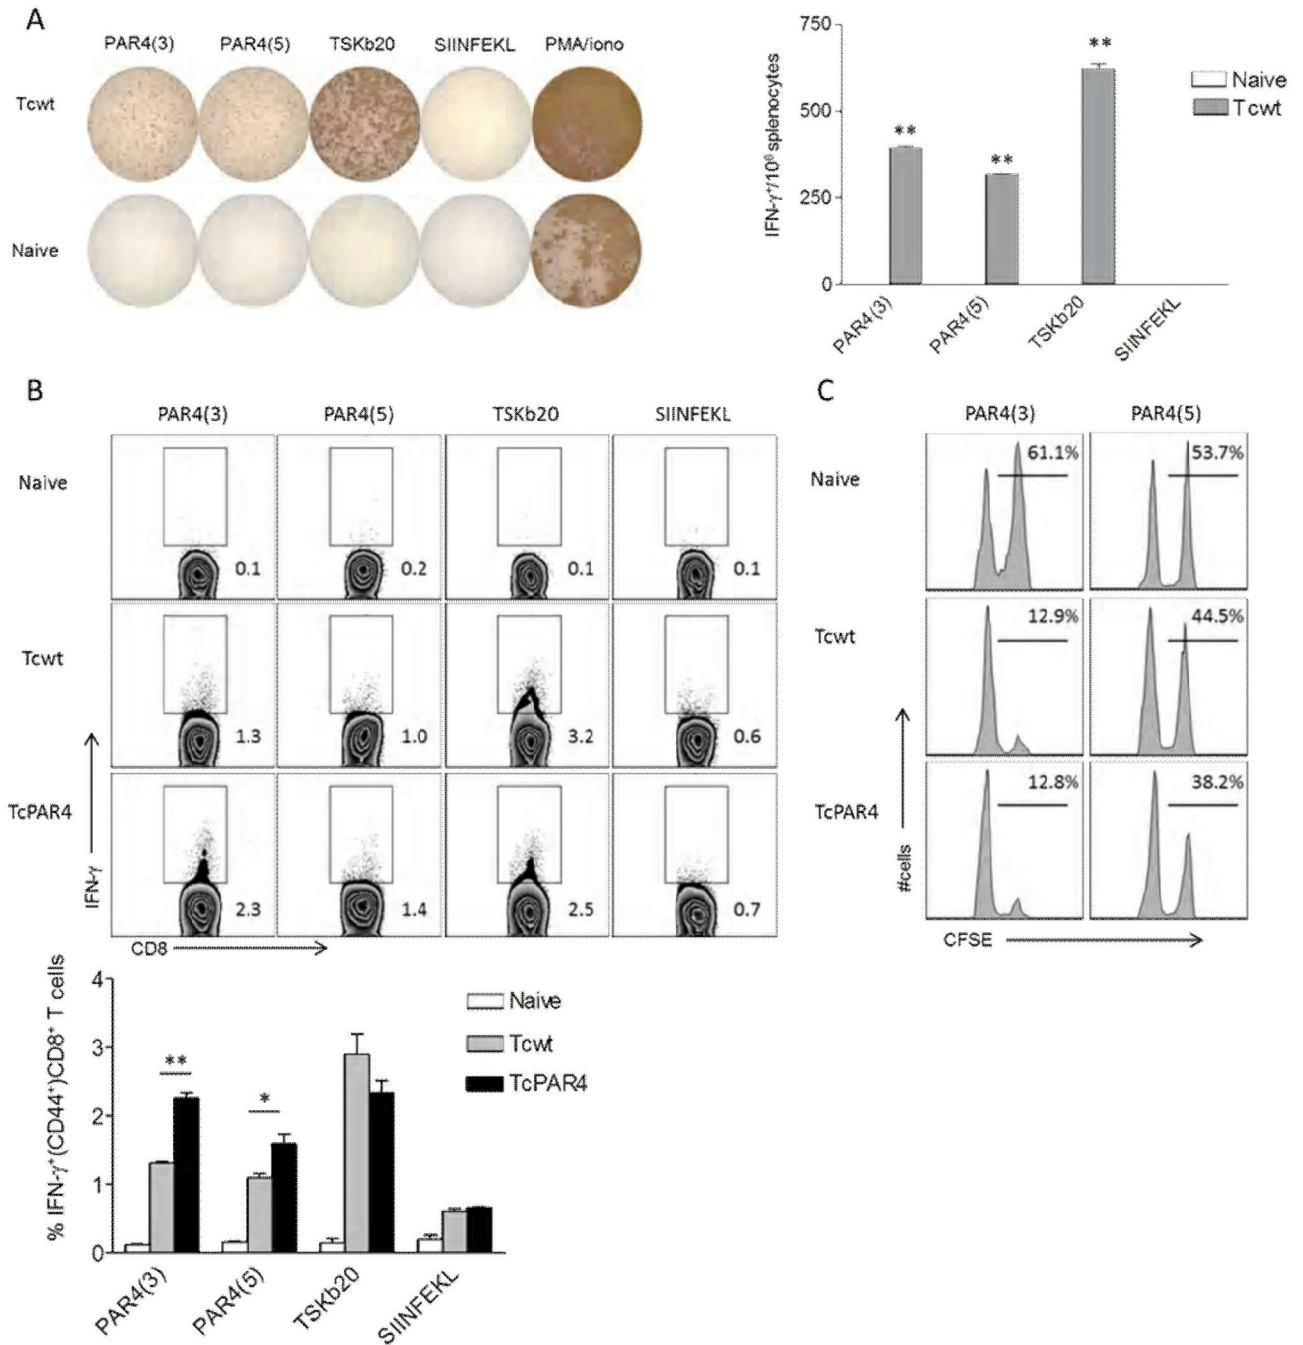 A
PAR4(3) PAR4(5) TSKb20 SIINFEKL PMA/iono
Tcwt
Naive
IFN-γ⁺/10⁶ splenocytes
750
500
250
0
**
**
**
Naive
Tcwt
PAR4(3)
PAR4(5)
TSKb20
SIINFEKL
B
PAR4(3) PAR4(5) TSKb20 SIINFEKL
Naive
0.1 0.2 0.1 0.1
Tcwt
1.3 1.0 3.2 0.6
TcPAR4
2.3 1.4 2.5 0.7
IFN-γ
CD8
% IFN-γ⁺(CD44⁺)CD8⁺ T cells
4
3
2
1
0
**
*
Naive
Tcwt
TcPAR4
PAR4(3)
PAR4(5)
TSKb20
SIINFEKL
C
PAR4(3) PAR4(5)
Naive
61.1% 53.7%
Tcwt
12.9% 44.5%
TcPAR4
12.8% 38.2%
#cells
CFSE